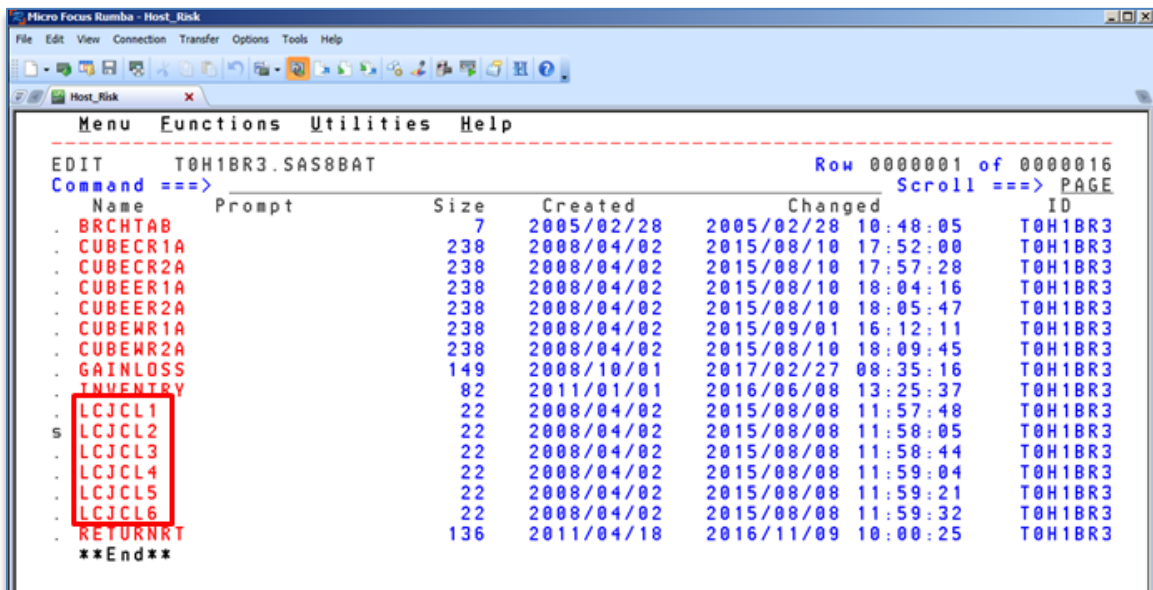 Micro Focus Rumba - Host_Risk
File Edit View Connection Transfer Options Tools Help
Host_Risk
Menu Functions Utilities Help
EDIT T0H1BR3.SAS8BAT Row 0000001 of 0000016
Command ===> Scroll ===> PAGE
Name Prompt Size Created Changed ID
. BRCHTAB 7 2005/02/28 2005/02/28 10:48:05 T0H1BR3
. CUBECR1A 238 2008/04/02 2015/08/10 17:52:00 T0H1BR3
. CUBECR2A 238 2008/04/02 2015/08/10 17:57:28 T0H1BR3
. CUBEER1A 238 2008/04/02 2015/08/10 18:04:16 T0H1BR3
. CUBEER2A 238 2008/04/02 2015/08/10 18:05:47 T0H1BR3
. CUBEWR1A 238 2008/04/02 2015/09/01 16:12:11 T0H1BR3
. CUBEWR2A 238 2008/04/02 2015/08/10 18:09:45 T0H1BR3
. GAINLOSS 149 2008/10/01 2017/02/27 08:35:16 T0H1BR3
. INVENTRY 82 2011/01/01 2016/06/08 13:25:37 T0H1BR3
. LCJCL1 22 2008/04/02 2015/08/08 11:57:48 T0H1BR3
s LCJCL2 22 2008/04/02 2015/08/08 11:58:05 T0H1BR3
. LCJCL3 22 2008/04/02 2015/08/08 11:58:44 T0H1BR3
. LCJCL4 22 2008/04/02 2015/08/08 11:59:04 T0H1BR3
. LCJCL5 22 2008/04/02 2015/08/08 11:59:21 T0H1BR3
. LCJCL6 22 2008/04/02 2015/08/08 11:59:32 T0H1BR3
. RETURNRT 136 2011/04/18 2016/11/09 10:00:25 T0H1BR3
**End**